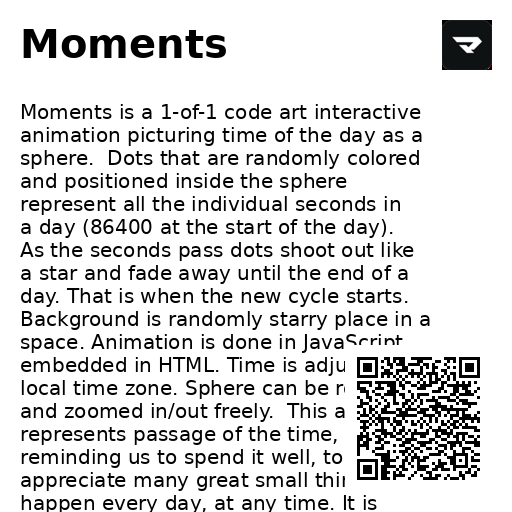 Moments
Moments is a 1-of-1 code art interactive
animation picturing time of the day as a
sphere.  Dots that are randomly colored
and positioned inside the sphere
represent all the individual seconds in
a day (86400 at the start of the day).
As the seconds pass dots shoot out like
a star and fade away until the end of a
day. That is when the new cycle starts.
Background is randomly starry place in a
space. Animation is done in JavaScript
embedded in HTML. Time is
local time zone. Sphere can be
and zoomed in/out freely.  This
represents passage of the time,
reminding us to spend it well, to
appreciate many great small
happen every day, at any time. It is